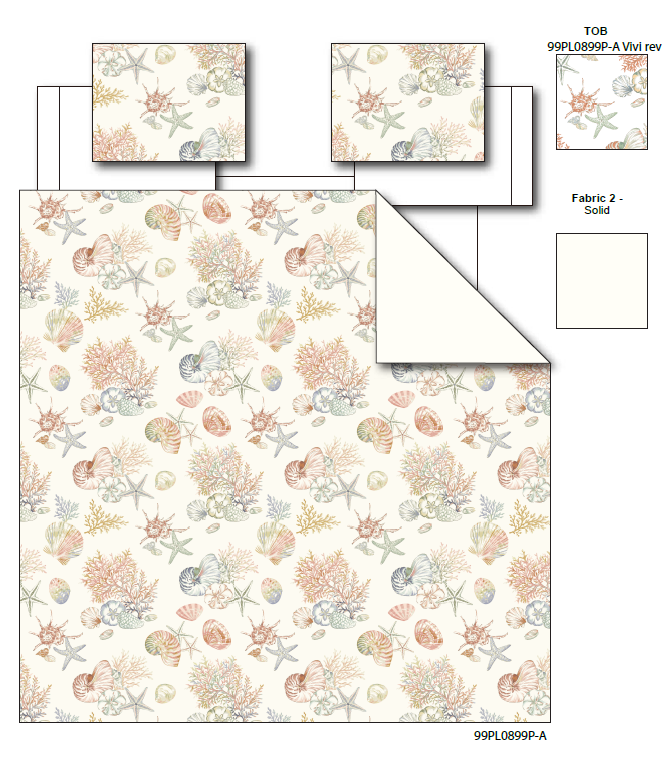 TOB
99PL0899P-A Vivi rev
Fabric 2 -
Solid
99PL0899P-A